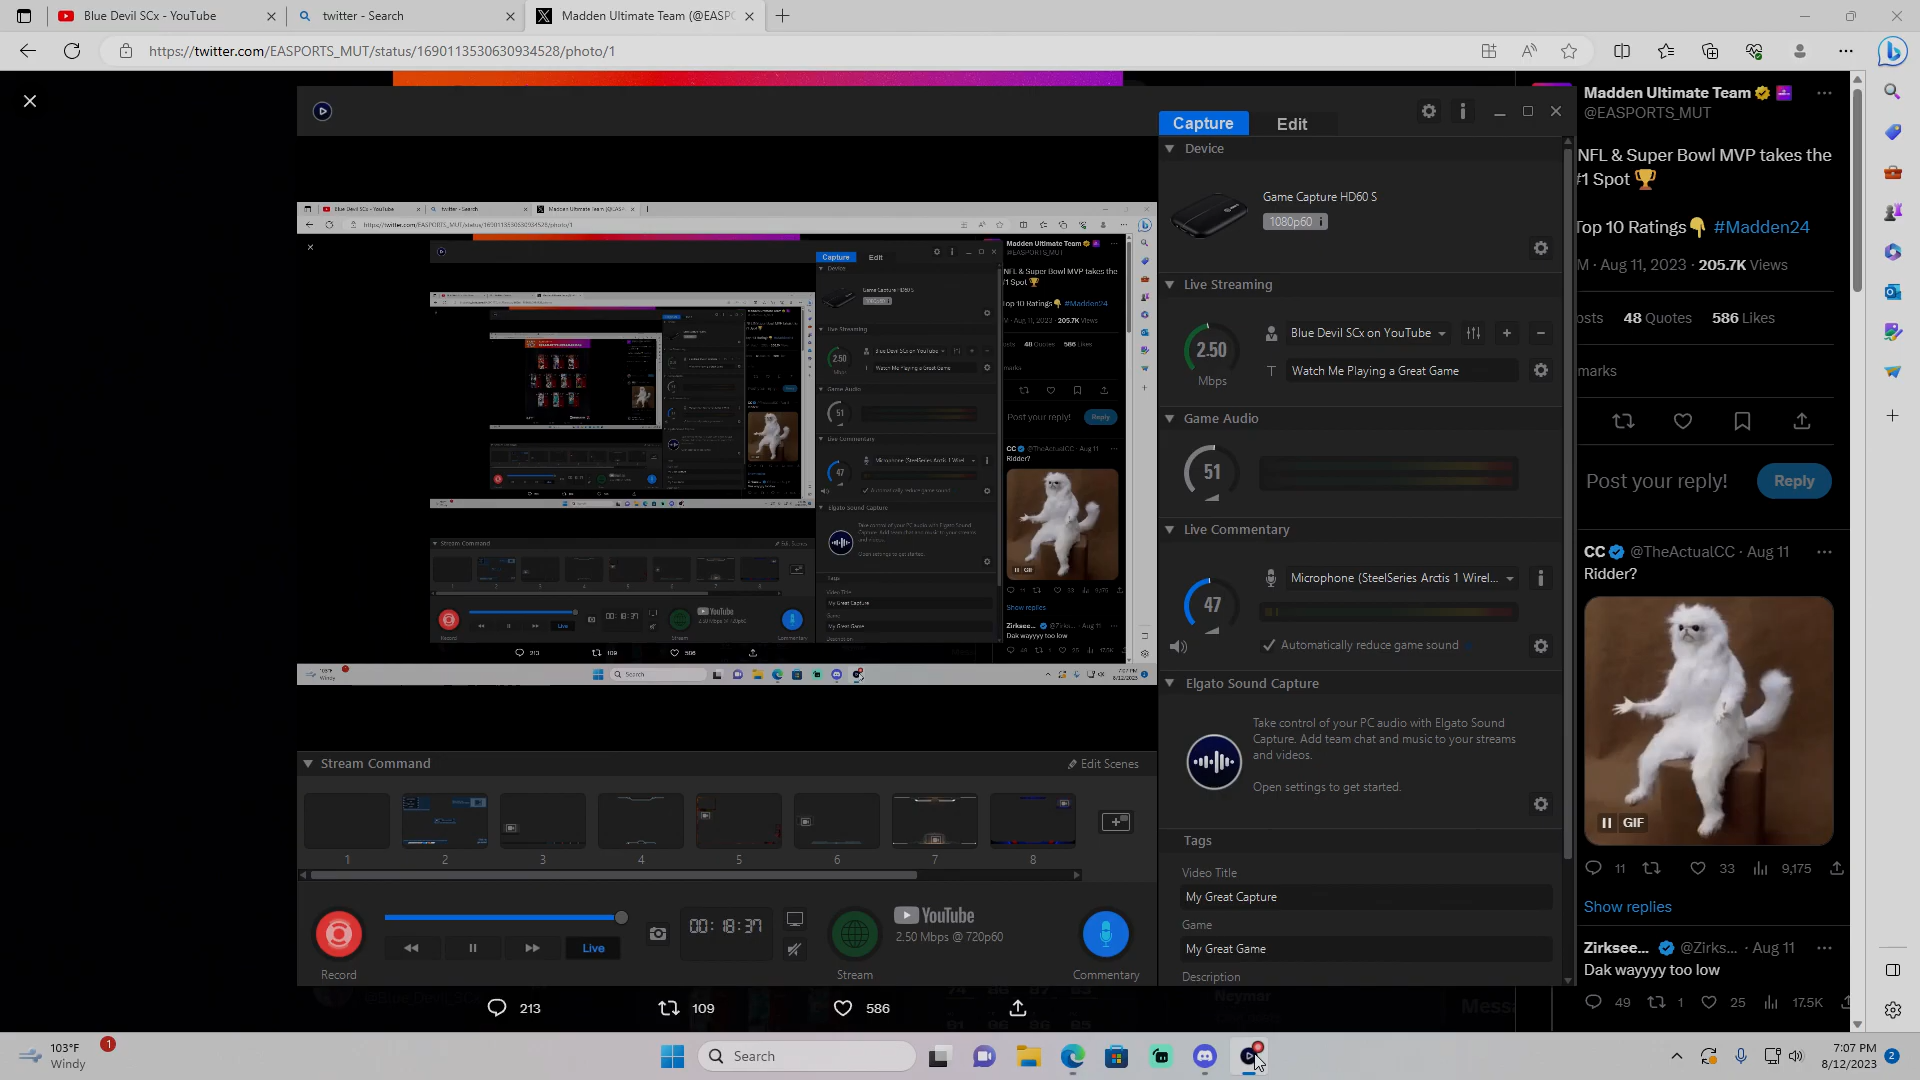 Blue Devil SCx - YouTube
twitter - Search
Madden Ultimate Team (@EASPC
https://twitter.com/EASPORTS_MUT/status/1690113530630934528/photo/1
Capture
Edit
Device
Game Capture HD60 S
1080p60 i
Live Streaming
2.50
Mbps
Blue Devil SCx on YouTube
T Watch Me Playing a Great Game
Game Audio
51
Live Commentary
47
Microphone (SteelSeries Arctis 1 Wirel...
Automatically reduce game sound
Elgato Sound Capture
Take control of your PC audio with Elgato Sound
Capture. Add team chat and music to your streams
and videos.
Open settings to get started.
Tags
Video Title
My Great Capture
Game
My Great Game
Description
Stream Command
Edit Scenes
1 2 3 4 5 6 7 8
Record
Live
00:18:37
Stream
YouTube
2.50 Mbps @ 720p60
Commentary
213
109
586
Madden Ultimate Team
@EASPORTS_MUT
NFL & Super Bowl MVP takes the
#1 Spot
Top 10 Ratings #Madden24
M · Aug 11, 2023 · 205.7K Views
osts 48 Quotes 586 Likes
marks
Post your reply!
Reply
CC @TheActualCC · Aug 11
Ridder?
GIF
11 33 9,175
Show replies
Zirksee... @Zirks... · Aug 11
Dak wayyyy too low
49 1 25 17.5K
103°F
Windy
1
Search
7:07 PM
8/12/2023
2